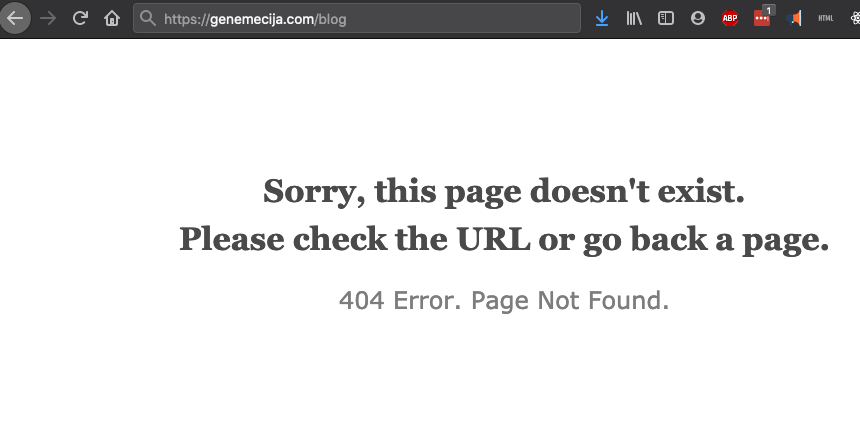 https://genemecija.com/blog
ABP
1
HTML
Sorry, this page doesn't exist.
Please check the URL or go back a page.
404 Error. Page Not Found.